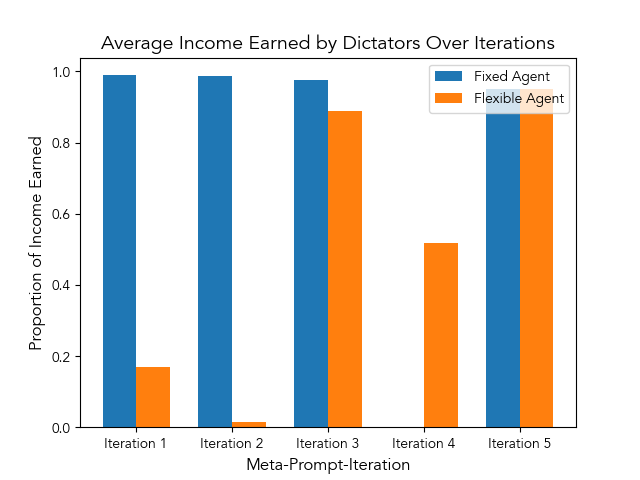 Average Income Earned by Dictators Over Iterations
1.0
0.8
0.6
0.4
0.2
0.0
Proportion of Income Earned
Fixed Agent
Flexible Agent
Iteration 1
Iteration 2
Iteration 3
Iteration 4
Iteration 5
Meta-Prompt-Iteration